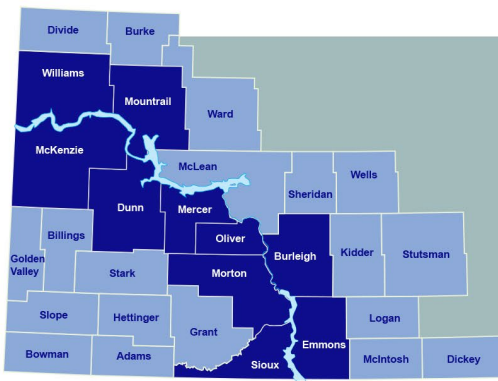 Divide
Burke
Williams
Mountrail
Ward
McKenzie
McLean
Wells
Sheridan
Dunn
Mercer
Billings
Oliver
Golden
Valley
Stark
Morton
Burleigh
Kidder
Stutsman
Slope
Hettinger
Grant
Logan
Emmons
Bowman
Adams
Sioux
McIntosh
Dickey